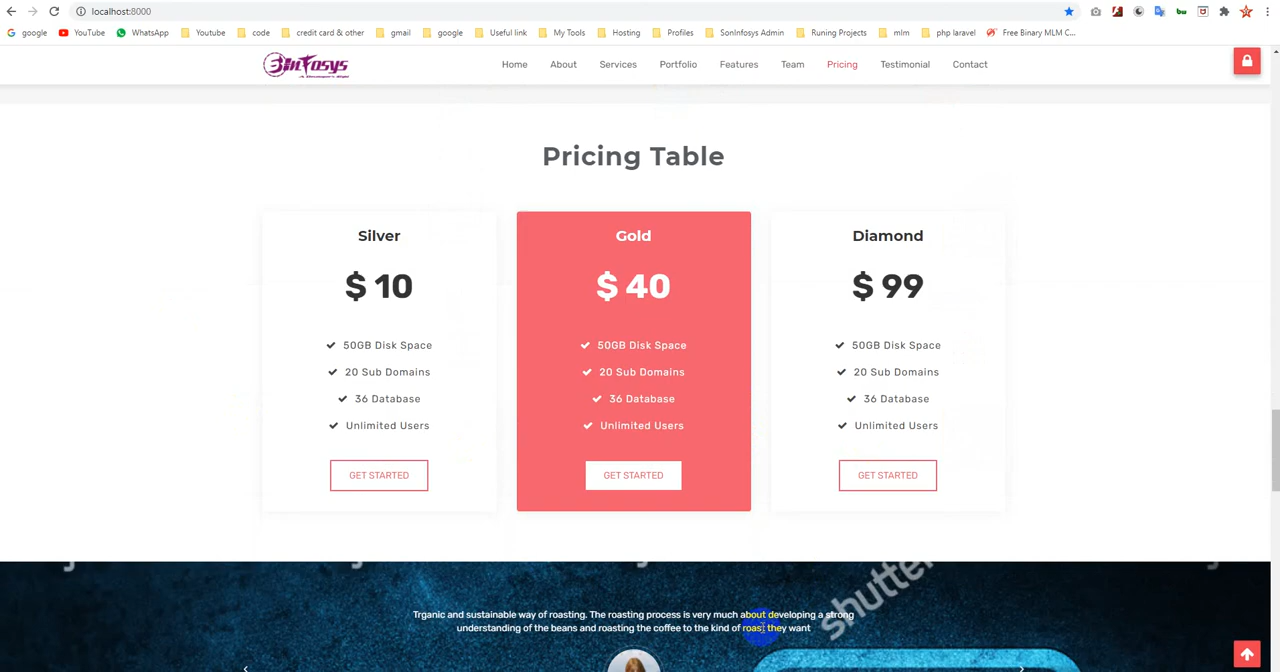 localhost:8000
google YouTube WhatsApp Youtube code credit card & other gmail google Useful link My Tools Hosting Profiles SonInfosys Admin Runing Projects mlm php laravel Free Binary MLM C...
Infosys Home About Services Portfolio Features Team Pricing Testimonial Contact
Pricing Table
Silver
$ 10
50GB Disk Space
20 Sub Domains
36 Database
Unlimited Users
GET STARTED
Gold
$ 40
50GB Disk Space
20 Sub Domains
36 Database
Unlimited Users
GET STARTED
Diamond
$ 99
50GB Disk Space
20 Sub Domains
36 Database
Unlimited Users
GET STARTED
Trganic and sustainable way of roasting. The roasting process is very much about developing a strong
understanding of the beans and roasting the coffee to the kind of roast they want
shutte